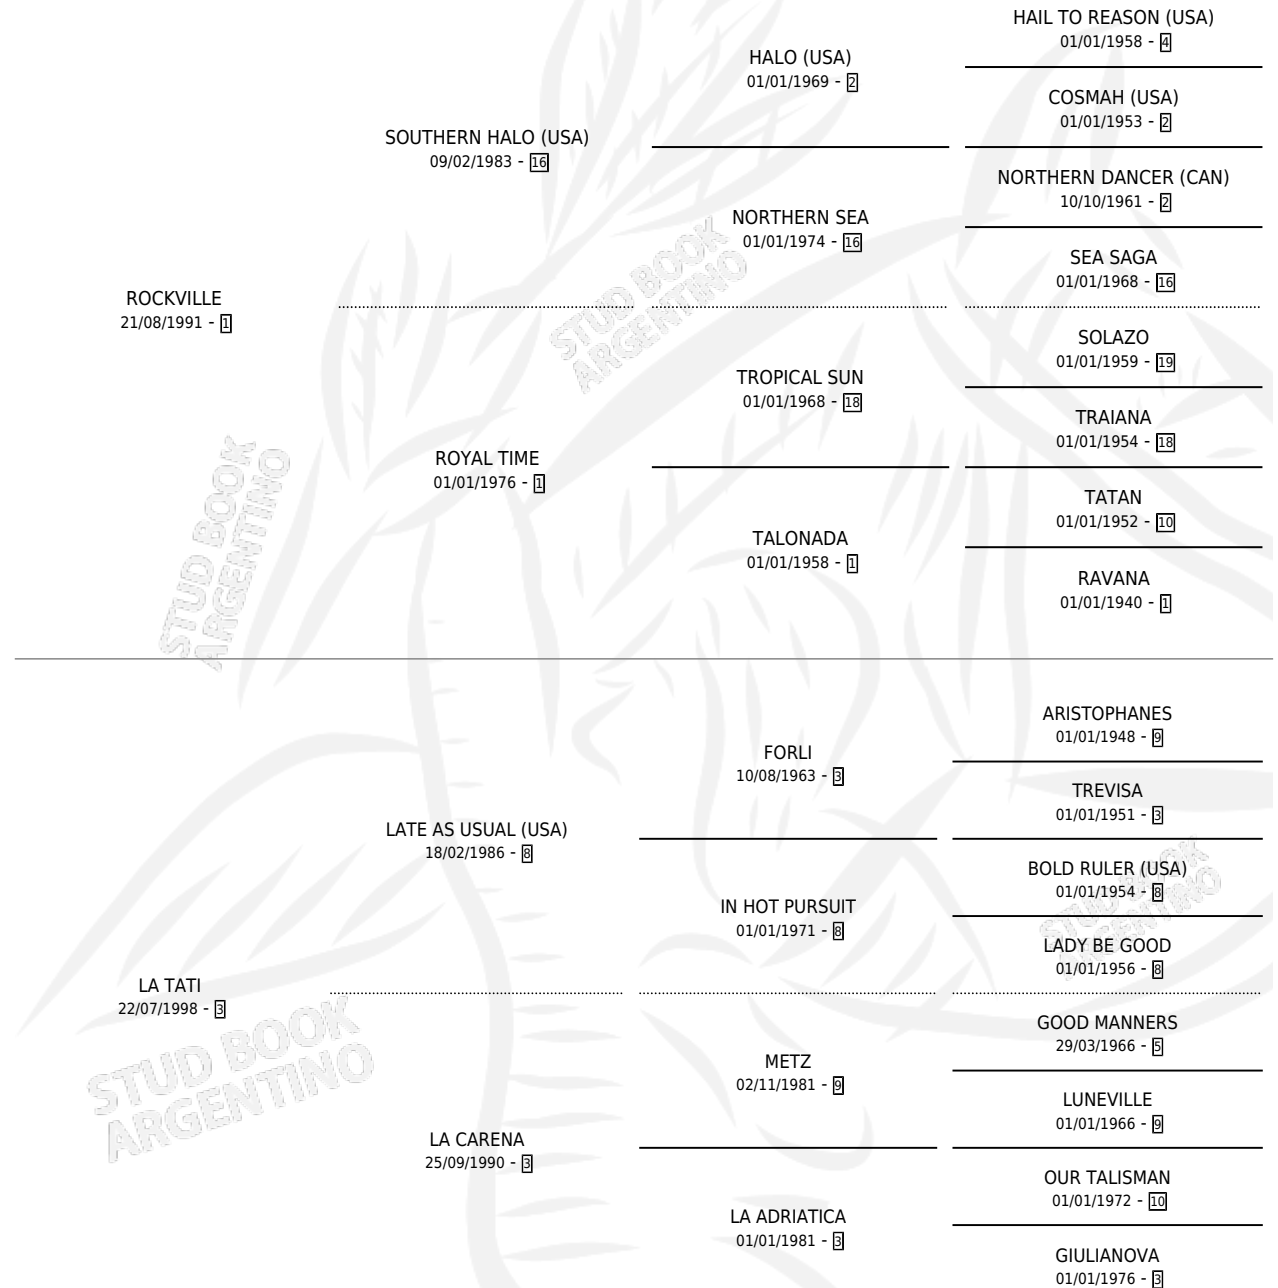 HAIL TO REASON (USA)
01/01/1958 - 4
HALO (USA)
01/01/1969 - 2
COSMAH (USA)
01/01/1953 - 2
SOUTHERN HALO (USA)
09/02/1983 - 16
NORTHERN DANCER (CAN)
10/10/1961 - 2
NORTHERN SEA
01/01/1974 - 16
SEA SAGA
01/01/1968 - 16
ROCKVILLE
21/08/1991 - 1
SOLAZO
01/01/1959 - 19
TROPICAL SUN
01/01/1968 - 18
TRAIANA
01/01/1954 - 18
ROYAL TIME
01/01/1976 - 1
TATAN
01/01/1952 - 10
TALONADA
01/01/1958 - 1
RAVANA
01/01/1940 - 1
STUD BOOK
ARGENTINO
STUD BOOK
ARGENTINO
ARISTOPHANES
01/01/1948 - 9
FORLI
10/08/1963 - 3
TREVISA
01/01/1951 - 3
LATE AS USUAL (USA)
18/02/1986 - 8
BOLD RULER (USA)
01/01/1954 - 8
IN HOT PURSUIT
01/01/1971 - 8
LADY BE GOOD
01/01/1956 - 8
STUD BOOK
ARGENTINO
LA TATI
22/07/1998 - 3
GOOD MANNERS
29/03/1966 - 5
METZ
02/11/1981 - 9
LUNEVILLE
01/01/1966 - 9
LA CARENA
25/09/1990 - 3
OUR TALISMAN
01/01/1972 - 10
LA ADRIATICA
01/01/1981 - 3
GIULIANOVA
01/01/1976 - 3
STUD BOOK
ARGENTINO